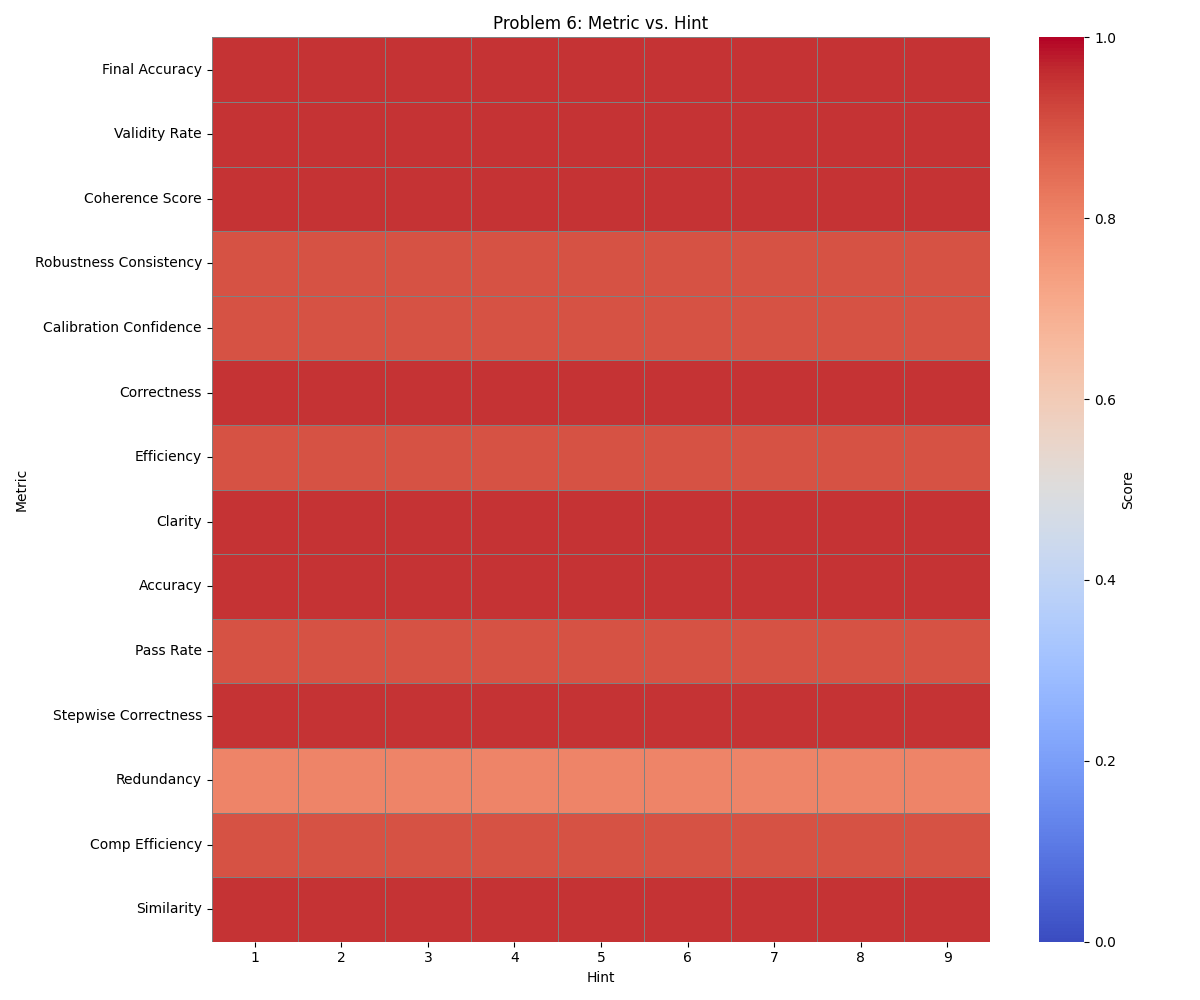 Problem 6: Metric vs. Hint
Metric
Final Accuracy
Validity Rate
Coherence Score
Robustness Consistency
Calibration Confidence
Correctness
Efficiency
Clarity
Accuracy
Pass Rate
Stepwise Correctness
Redundancy
Comp Efficiency
Similarity
1 2 3 4 5 6 7 8 9
Hint
1.0
0.8
0.6
0.4
0.2
0.0
Score